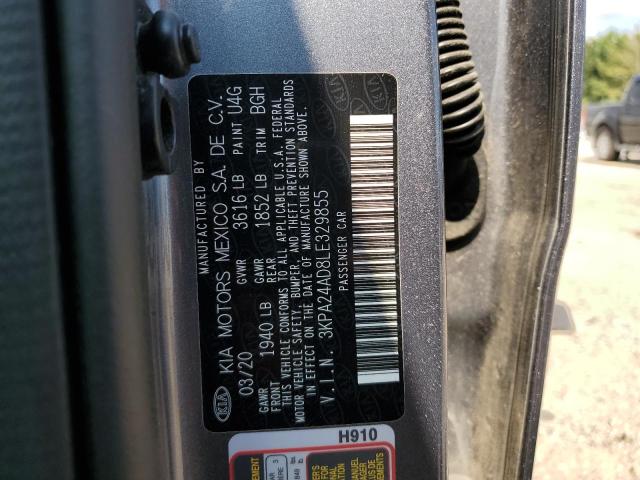 MANUFACTURED BY
KIA MOTORS MEXICO S.A. DE C.V.
03/20 GVWR 3616 LB PAINT U4G
GAWR FRONT 1940 LB GAWR REAR 1852 LB TRIM BGH
THIS VEHICLE CONFORMS TO ALL APPLICABLE U.S.A. FEDERAL
MOTOR VEHICLE SAFETY, BUMPER, AND THEFT PREVENTION STANDARDS
IN EFFECT ON THE DATE OF MANUFACTURE SHOWN ABOVE.
V.I.N. 3KPA24AD8LE329855
PASSENGER CAR
KIA
H910